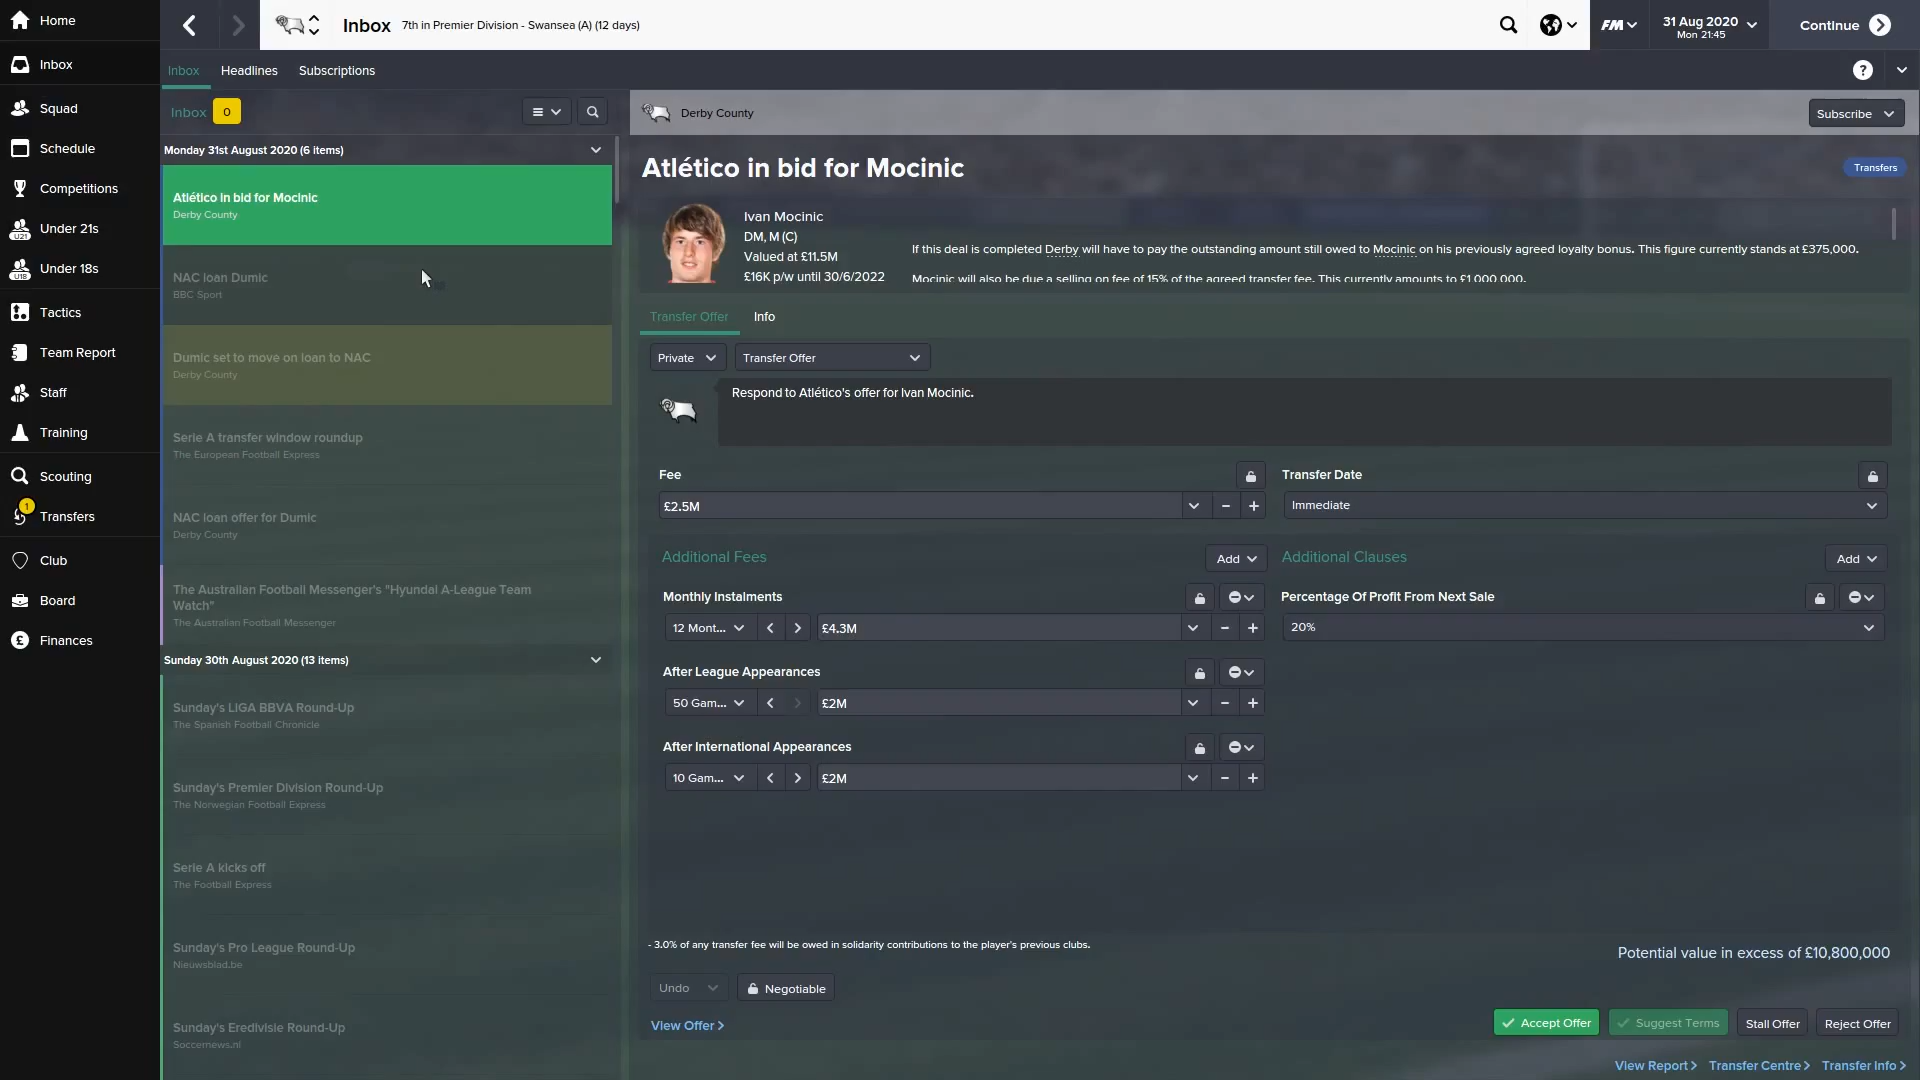 Home
Inbox
Squad
Schedule
Competitions
U21
Under 21s
U18
Under 18s
Tactics
Team Report
Staff
Training
Scouting
1
Transfers
Club
Board
£
Finances
Inbox
7th in Premier Division - Swansea (A) (12 days)
FM
31 Aug 2020
Mon 21:45
Continue
Inbox Headlines Subscriptions
?
Inbox 0
Monday 31st August 2020 (6 items)
Atlético in bid for Mocinic
Derby County
NAC loan Dumic
BBC Sport
Dumic set to move on loan to NAC
Derby County
Serie A transfer window roundup
The European Football Express
NAC loan offer for Dumic
Derby County
The Australian Football Messenger's "Hyundai A-League Team
Watch"
The Australian Football Messenger
Sunday 30th August 2020 (13 items)
Sunday's LIGA BBVA Round-Up
The Spanish Football Chronicle
Sunday's Premier Division Round-Up
The Norwegian Football Express
Serie A kicks off
The Football Express
Sunday's Pro League Round-Up
Nieuwsblad.be
Sunday's Eredivisie Round-Up
Soccernews.nl
Derby County
Subscribe
Atlético in bid for Mocinic
Transfers
Ivan Mocinic
DM, M (C)
Valued at £11.5M
£16K p/w until 30/6/2022
If this deal is completed Derby will have to pay the outstanding amount still owed to Mocinic on his previously agreed loyalty bonus. This figure currently stands at £375,000.
Mocinic will also be due a selling on fee of 15% of the agreed transfer fee. This currently amounts to £1,000,000.
Transfer Offer Info
Private Transfer Offer
Respond to Atlético's offer for Ivan Mocinic.
Fee
£2.5M
Transfer Date
Immediate
Additional Fees Add
Additional Clauses Add
Monthly Instalments
12 Mont... £4.3M
Percentage Of Profit From Next Sale
20%
After League Appearances
50 Gam... £2M
After International Appearances
10 Gam... £2M
- 3.0% of any transfer fee will be owed in solidarity contributions to the player's previous clubs.
Potential value in excess of £10,800,000
Undo Negotiable
View Offer >
Accept Offer Suggest Terms Stall Offer Reject Offer
View Report > Transfer Centre > Transfer Info >